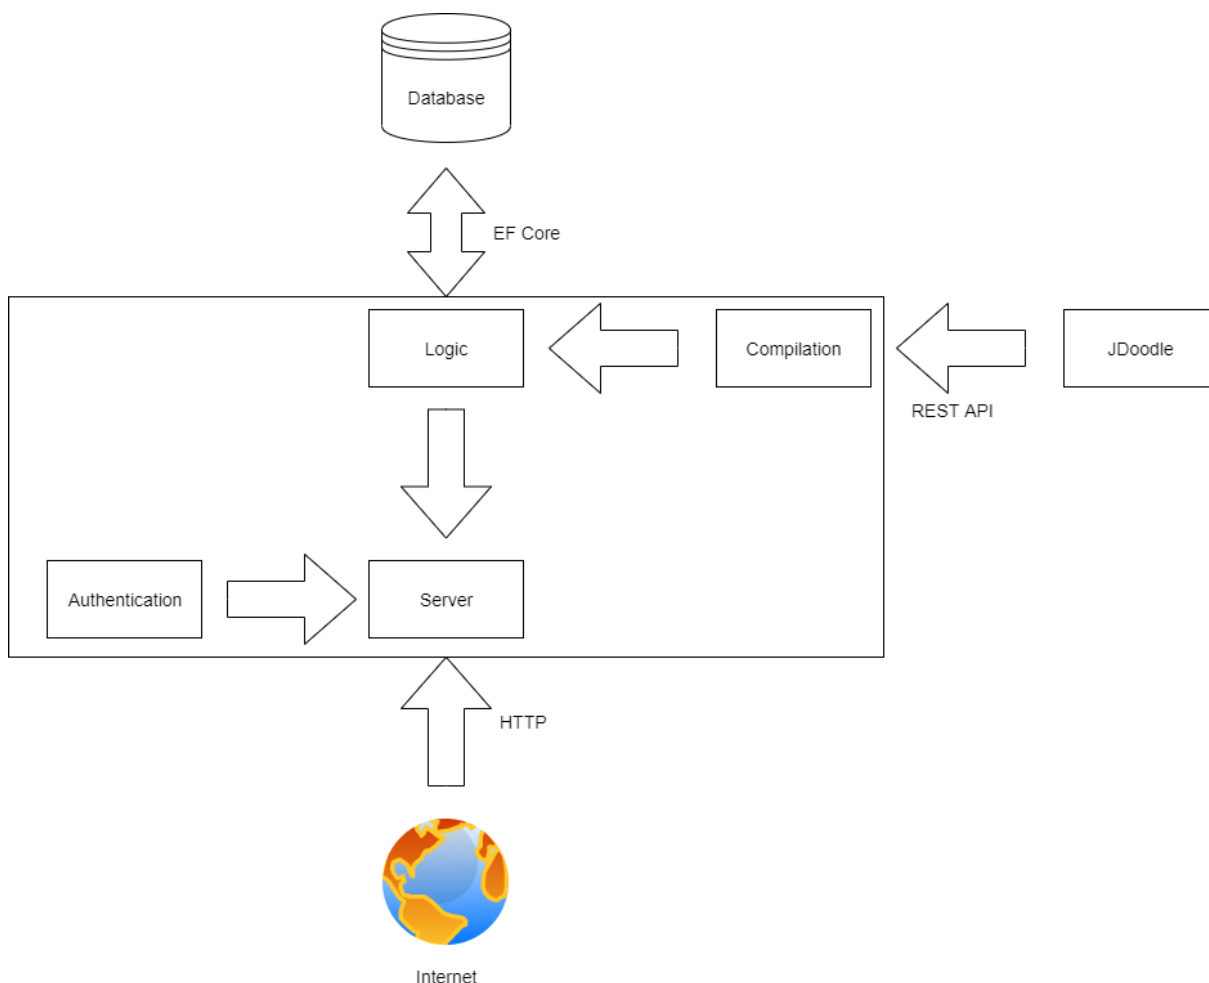 Database
EF Core
Logic
Compilation
JDoodle
REST API
Authentication
Server
HTTP
Internet